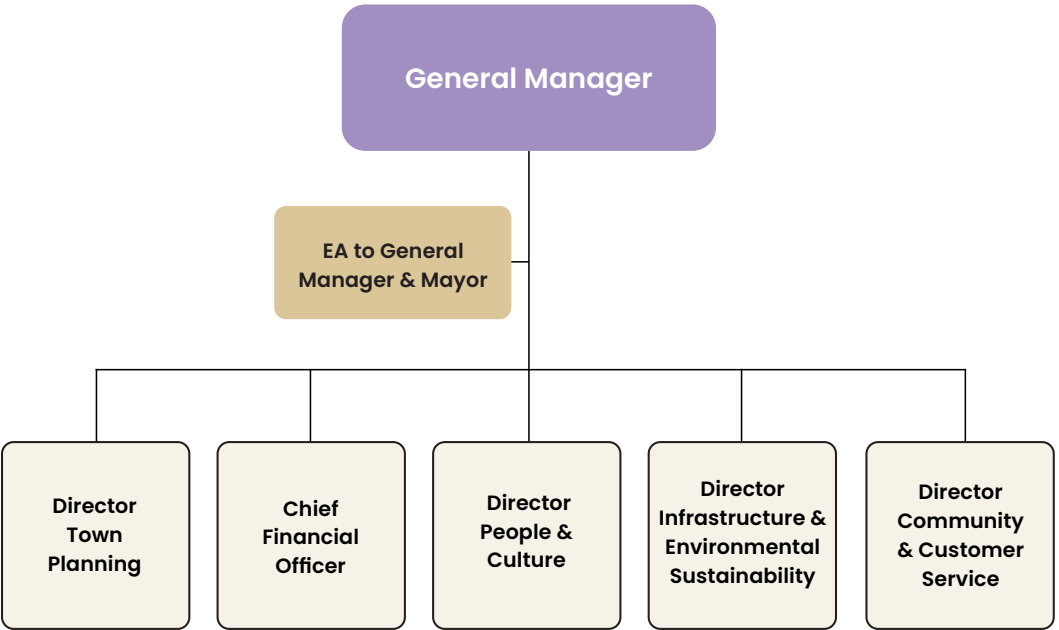 General Manager
EA to General
Manager & Mayor
Director
Town
Planning
Chief
Financial
Officer
Director
People &
Culture
Director
Infrastructure &
Environmental
Sustainability
Director
Community
& Customer
Service